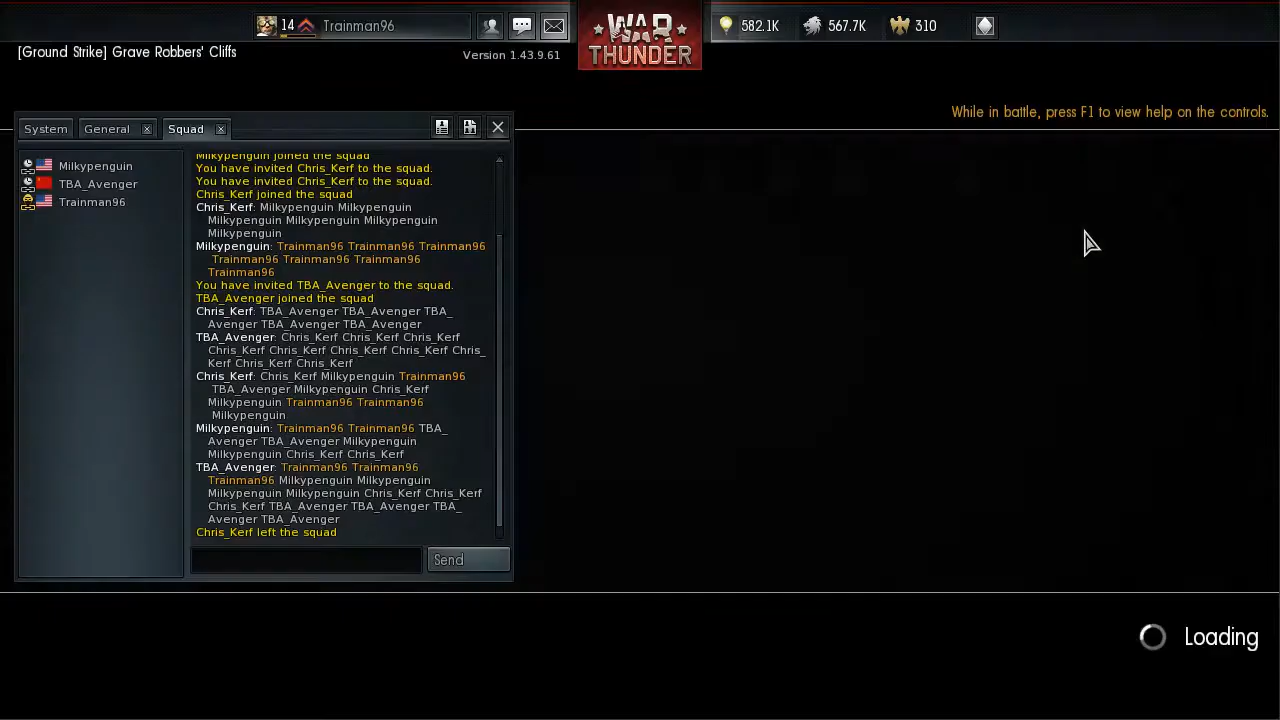 14 Trainman96
WAR THUNDER
582.1K 567.7K 310
[Ground Strike] Grave Robbers' Cliffs
Version 1.43.9.61
While in battle, press F1 to view help on the controls.
System General Squad
Milkypenguin
TBA_Avenger
Trainman96
Milkypenguin joined the squad
You have invited Chris_Kerf to the squad.
You have invited Chris_Kerf to the squad.
Chris_Kerf joined the squad
Chris_Kerf: Milkypenguin Milkypenguin
Milkypenguin Milkypenguin Milkypenguin
Milkypenguin
Milkypenguin: Trainman96 Trainman96 Trainman96
Trainman96 Trainman96 Trainman96
Trainman96
You have invited TBA_Avenger to the squad.
TBA_Avenger joined the squad
Chris_Kerf: TBA_Avenger TBA_Avenger TBA_
Avenger TBA_Avenger TBA_Avenger
TBA_Avenger: Chris_Kerf Chris_Kerf Chris_Kerf
Chris_Kerf Chris_Kerf Chris_Kerf Chris_Kerf Chris_
Kerf Chris_Kerf Chris_Kerf
Chris_Kerf: Chris_Kerf Milkypenguin Trainman96
TBA_Avenger Milkypenguin Chris_Kerf
Milkypenguin Trainman96 Trainman96
Milkypenguin
Milkypenguin: Trainman96 Trainman96 TBA_
Avenger TBA_Avenger Milkypenguin
Milkypenguin Chris_Kerf Chris_Kerf
TBA_Avenger: Trainman96 Trainman96
Trainman96 Milkypenguin Milkypenguin
Milkypenguin Milkypenguin Chris_Kerf Chris_Kerf
Chris_Kerf TBA_Avenger TBA_Avenger TBA_
Avenger TBA_Avenger
Chris_Kerf left the squad
Send
Loading